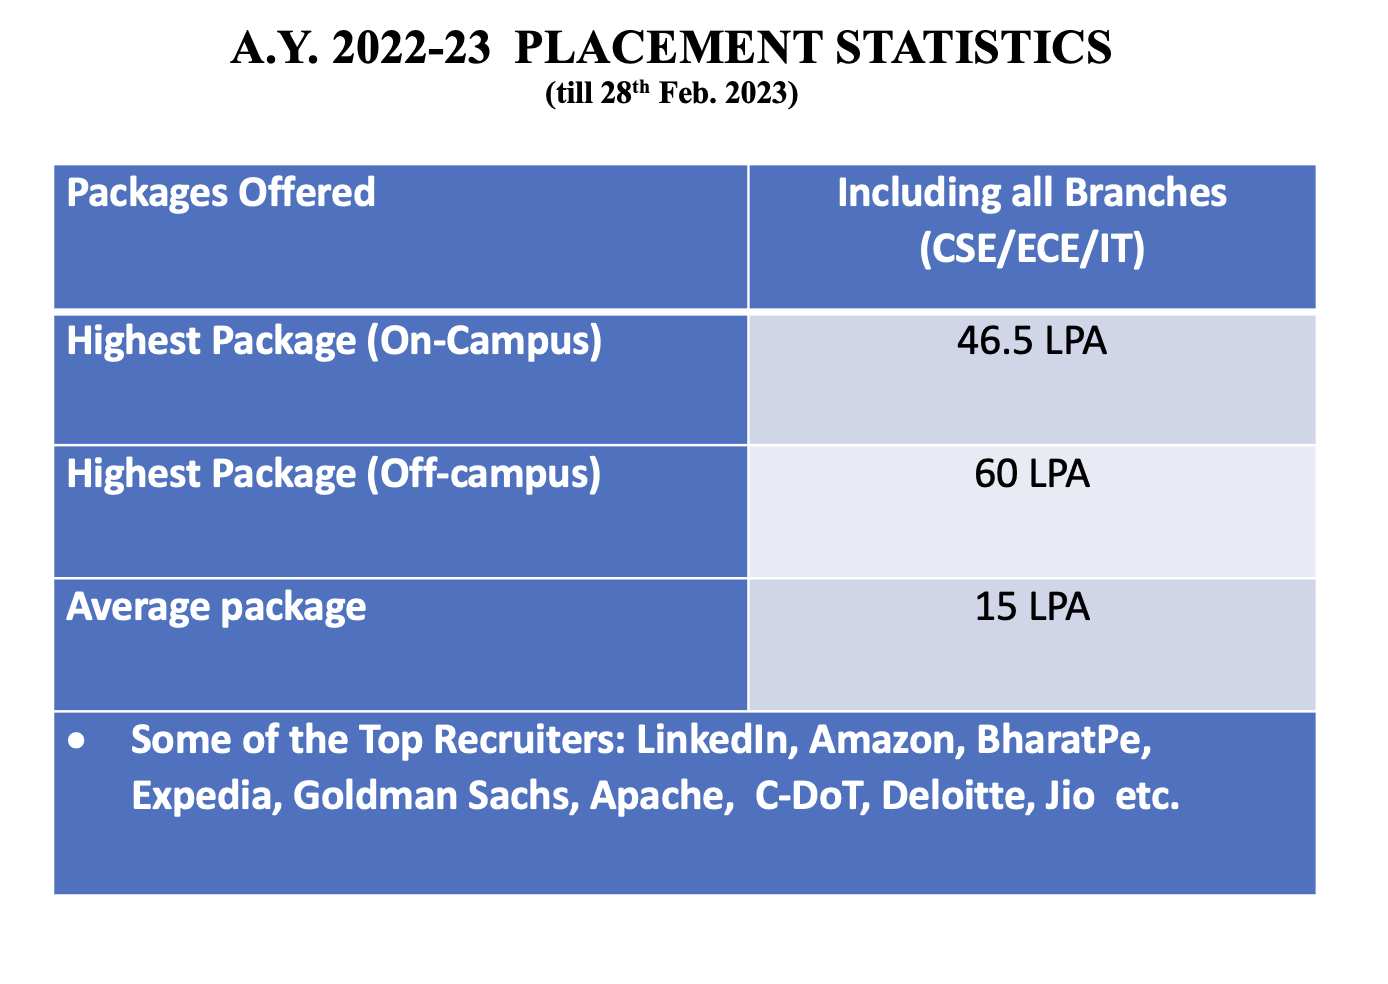 A.Y. 2022-23 PLACEMENT STATISTICS
(till 28th Feb. 2023)
Packages Offered
Including all Branches
(CSE/ECE/IT)
Highest Package (On-Campus)
46.5 LPA
Highest Package (Off-campus)
60 LPA
Average package
15 LPA
• Some of the Top Recruiters: LinkedIn, Amazon, BharatPe,
Expedia, Goldman Sachs, Apache, C-DoT, Deloitte, Jio etc.